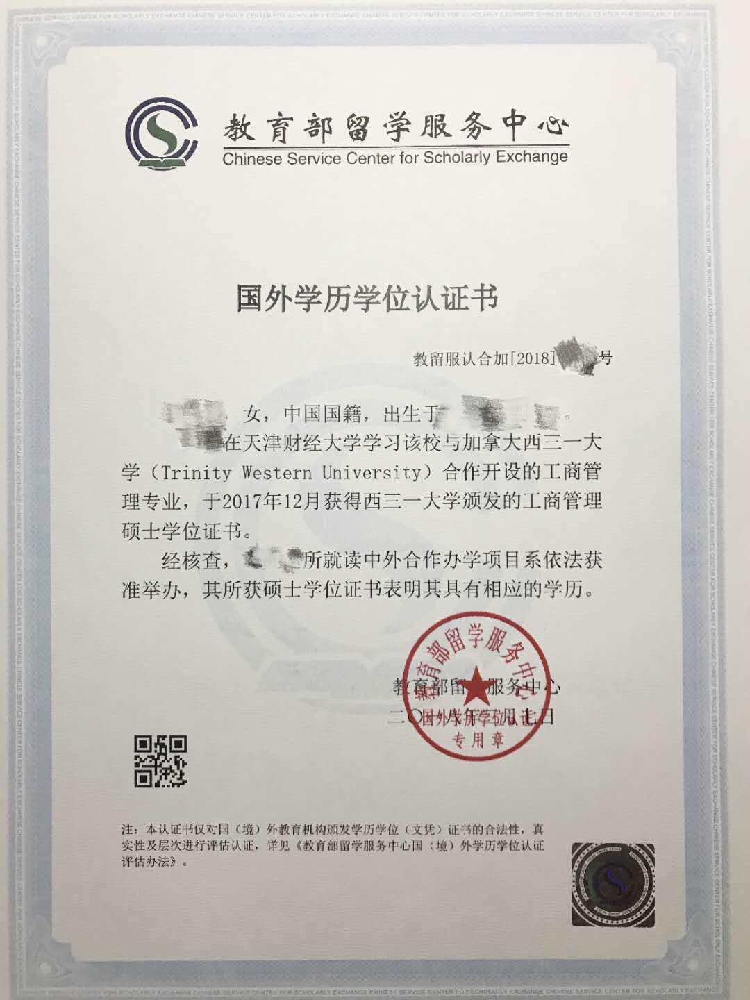 教育部留学服务中心
Chinese Service Center for Scholarly Exchange
国外学历学位认证书
教留服认合加[2018] 号
女，中国国籍，出生于 。
在天津财经大学学习该校与加拿大西三一大
学（Trinity Western University）合作开设的工商管
理专业，于2017年12月获得西三一大学颁发的工商管理
硕士学位证书。
经核查， 所就读中外合作办学项目系依法获
准举办，其所获硕士学位证书表明其具有相应的学历。
教育部留学服务中心
二〇一八年 月七日
教育部留学服务中心
国外学历学位认证
专用章
注：本认证书仅对国（境）外教育机构颁发学历学位（文凭）证书的合法性，真
实性及层次进行评估认证，详见《教育部留学服务中心国（境）外学历学位认证
评估办法》。